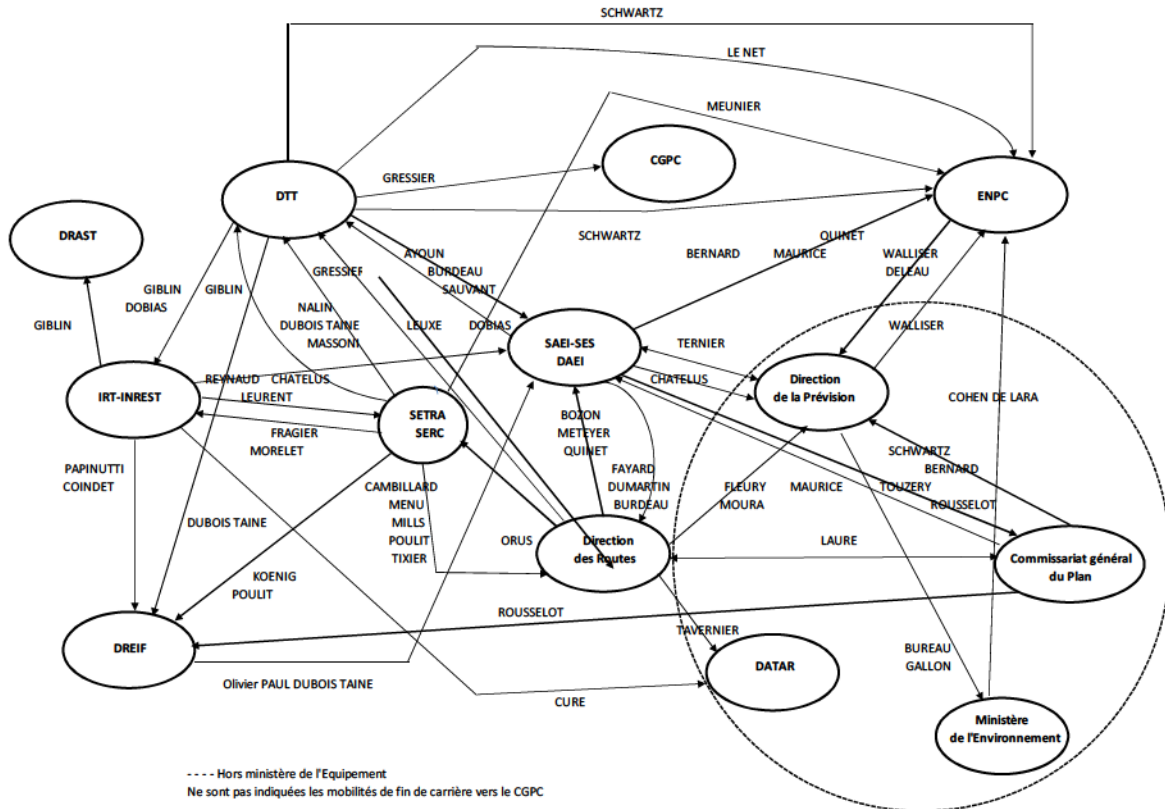 SCHWARTZ
LE NET
MEUNIER
CGPC
GRESSIER
DTT
ENPC
DRAST
SCHWARTZ
QUINET
BERNARD
MAURICE
WALLISER
DELEAU
AYOUN
BURDEAU
SAUVANT
GRESSIER
GIBLIN
DOBIAS
GIBLIN
GIBLIN
NALIN
DUBOIS TAINE
MASSONI
LEUXE
DOBIAS
SAEI-SES
DAEI
TERNIER
WALLISER
CHATELUS
Direction
de la Prévision
COHEN DE LARA
REYNAUD
CHATELUS
LEURENT
IRT-INREST
SETRA
SERC
FRAGIER
MORELET
BOZON
METEYER
QUINET
SCHWARTZ
BERNARD
PAPINUTTI
COINDET
FAYARD
DUMARTIN
BURDEAU
FLEURY
MOURA
MAURICE
TOUZERY
ROUSSELOT
CAMBILLARD
MENU
MILLS
POULIT
TIXIER
DUBOIS TAINE
ORUS
Direction
des Routes
LAURE
Commissariat général
du Plan
KOENIG
POULIT
ROUSSELOT
TAVERNIER
DREIF
DATAR
BUREAU
GALLON
Olivier PAUL DUBOIS TAINE
CURE
Ministère
de l'Environnement
- - - - Hors ministère de l'Equipement
Ne sont pas indiquées les mobilités de fin de carrière vers le CGPC